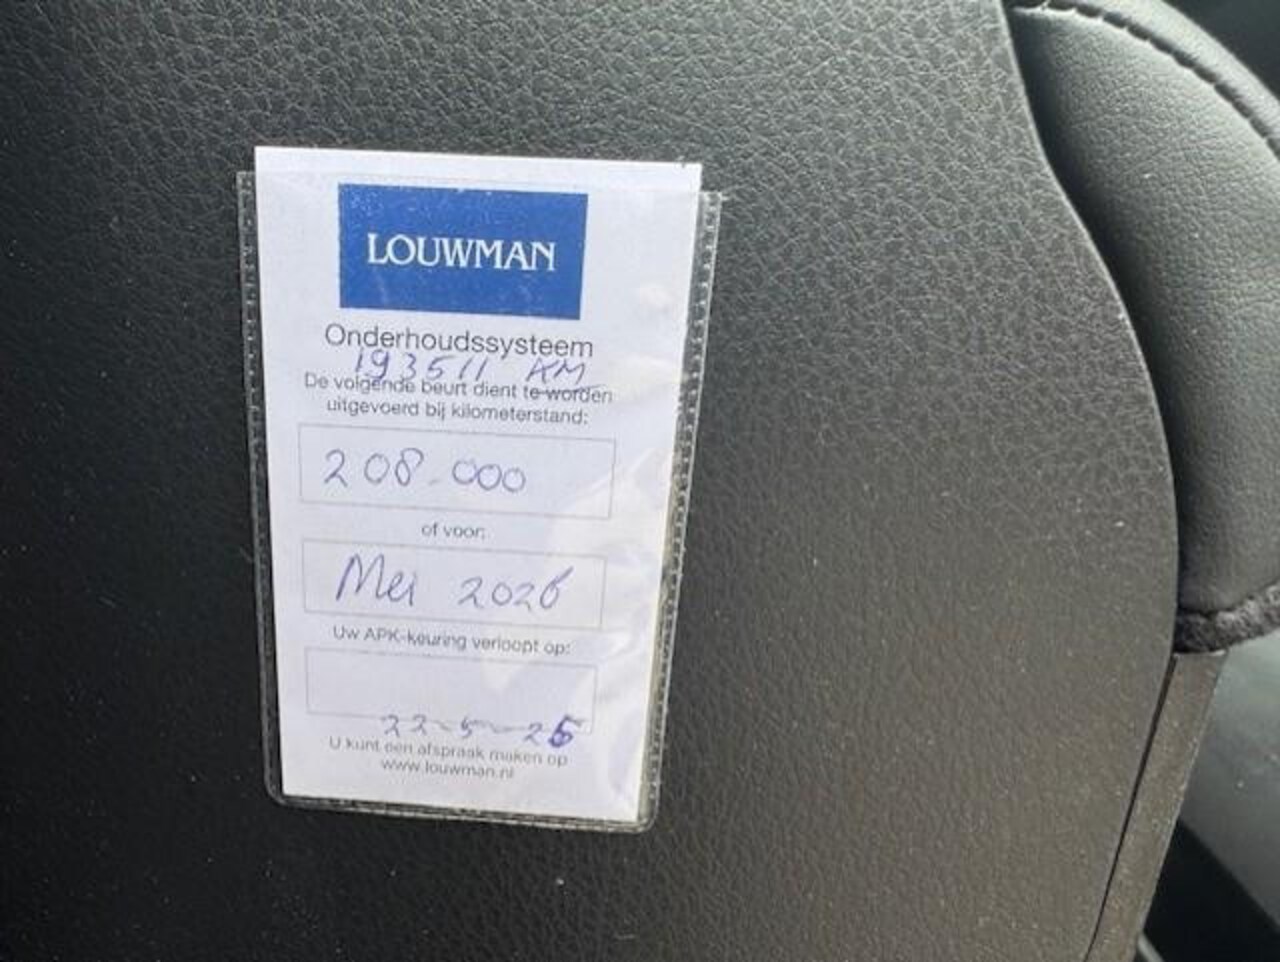 LOUWMAN
Onderhoudssysteem
193511 KM
De volgende beurt dient te worden
uitgevoerd bij kilometerstand:
208.000
of voor:
Mei 2026
Uw APK-keuring verloopt op:
22-5-26
U kunt een afspraak maken op
www.louwman.nl